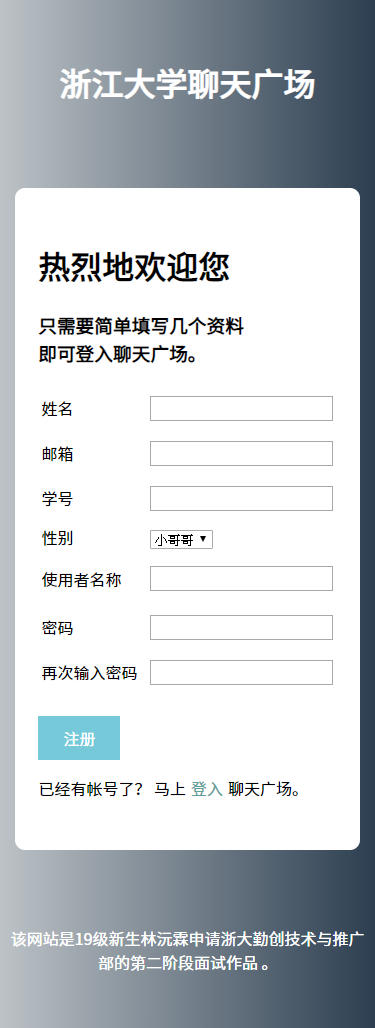 浙江大学聊天广场
热烈地欢迎您
只需要简单填写几个资料
即可登入聊天广场。
姓名
邮箱
学号
性别 小哥哥
使用者名称
密码
再次输入密码
注册
已经有帐号了? 马上 登入 聊天广场。
该网站是19级新生林沅霖申请浙大勤创技术与推广
部的第二阶段面试作品 。